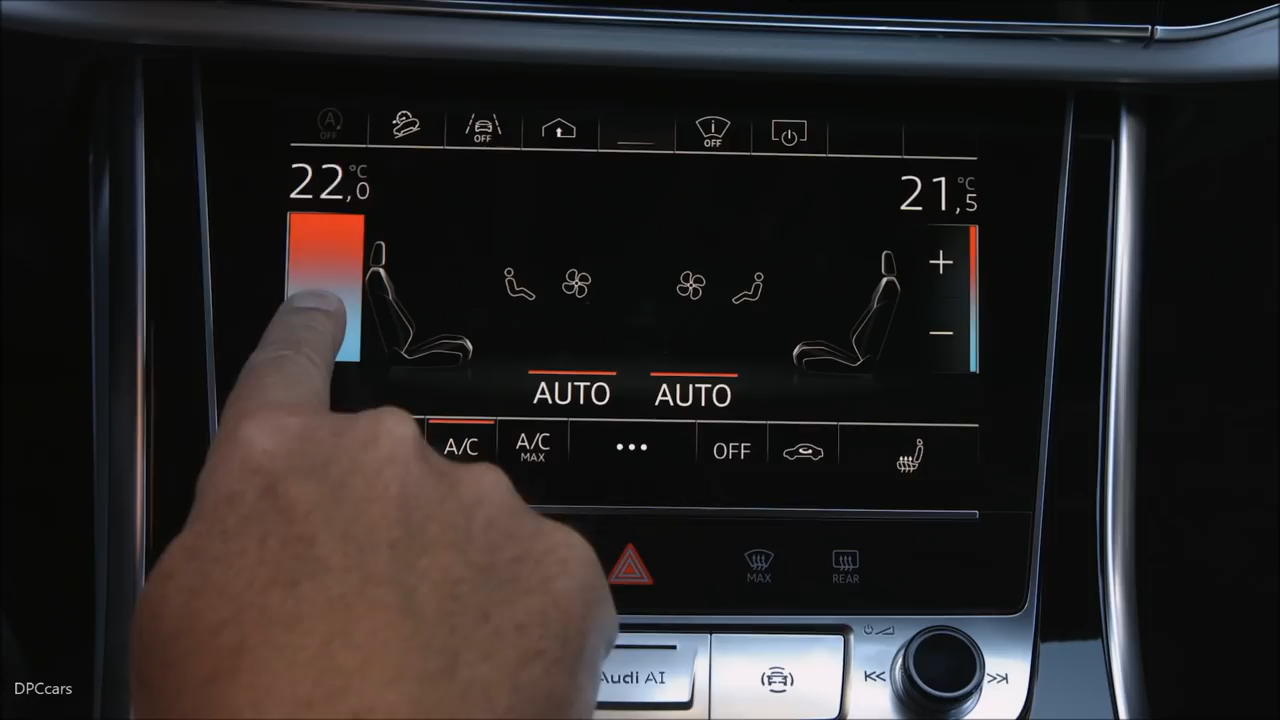 A
OFF
OFF
i
OFF
22,0 °C
21,5 °C
+
−
AUTO AUTO
A/C
A/C
MAX
•••
OFF
MAX
REAR
Audi AI
DPCcars